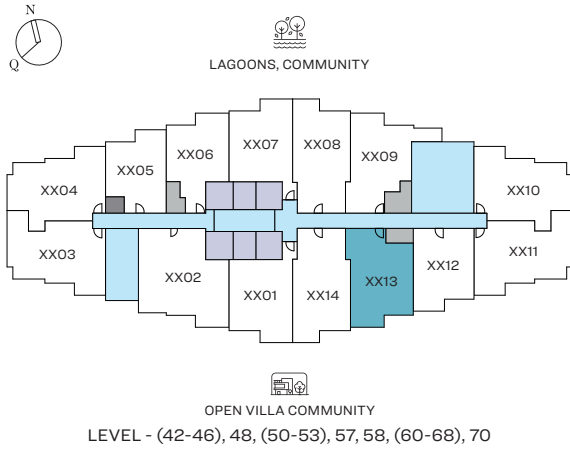 N
Q
LAGOONS, COMMUNITY
XX07 XX08
XX06 XX09
XX05
XX04 XX10
XX03 XX11
XX02 XX12
XX13
XX01 XX14
OPEN VILLA COMMUNITY
LEVEL - (42-46), 48, (50-53), 57, 58, (60-68), 70